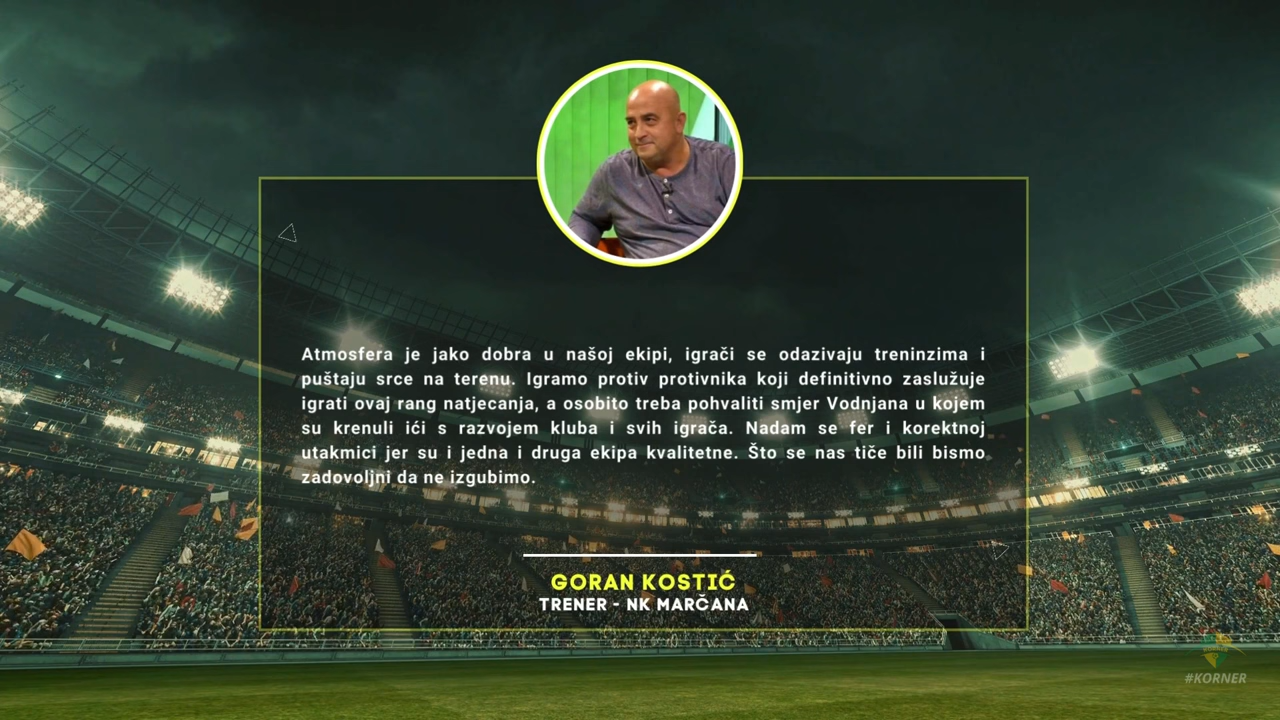 Atmosfera je jako dobra u našoj ekipi, igrači se odazivaju treninzima i
puštaju srce na terenu. Igramo protiv protivnika koji definitivno zaslužuje
igrati ovaj rang natjecanja, a osobito treba pohvaliti smjer Vodnjana u kojem
su krenuli ići s razvojem kluba i svih igrača. Nadam se fer i korektnoj
utakmici jer su i jedna i druga ekipa kvalitetne. Što se nas tiče bili bismo
zadovoljni da ne izgubimo.
GORAN KOSTIĆ
TRENER - NK MARČANA
KORNER
#KORNER